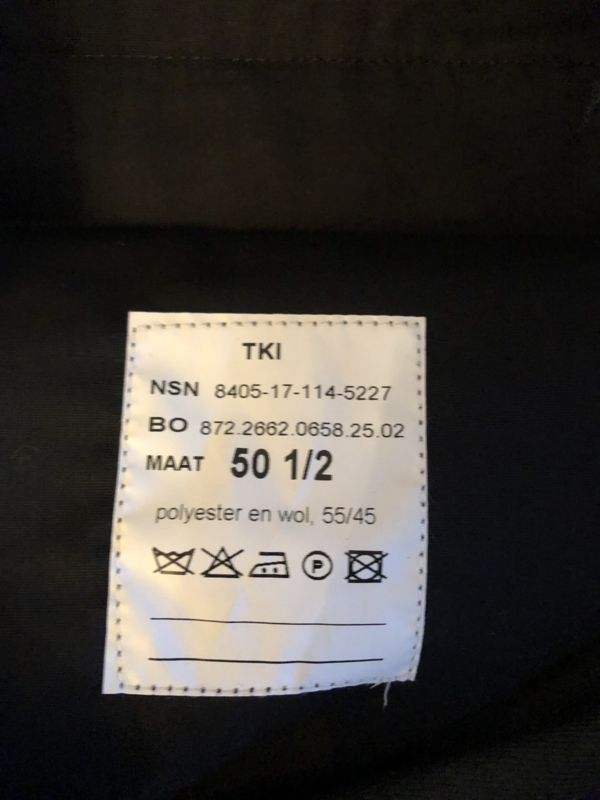 TKI
NSN 8405-17-114-5227
BO 872.2662.0658.25.02
MAAT 50 1/2
polyester en wol, 55/45
P